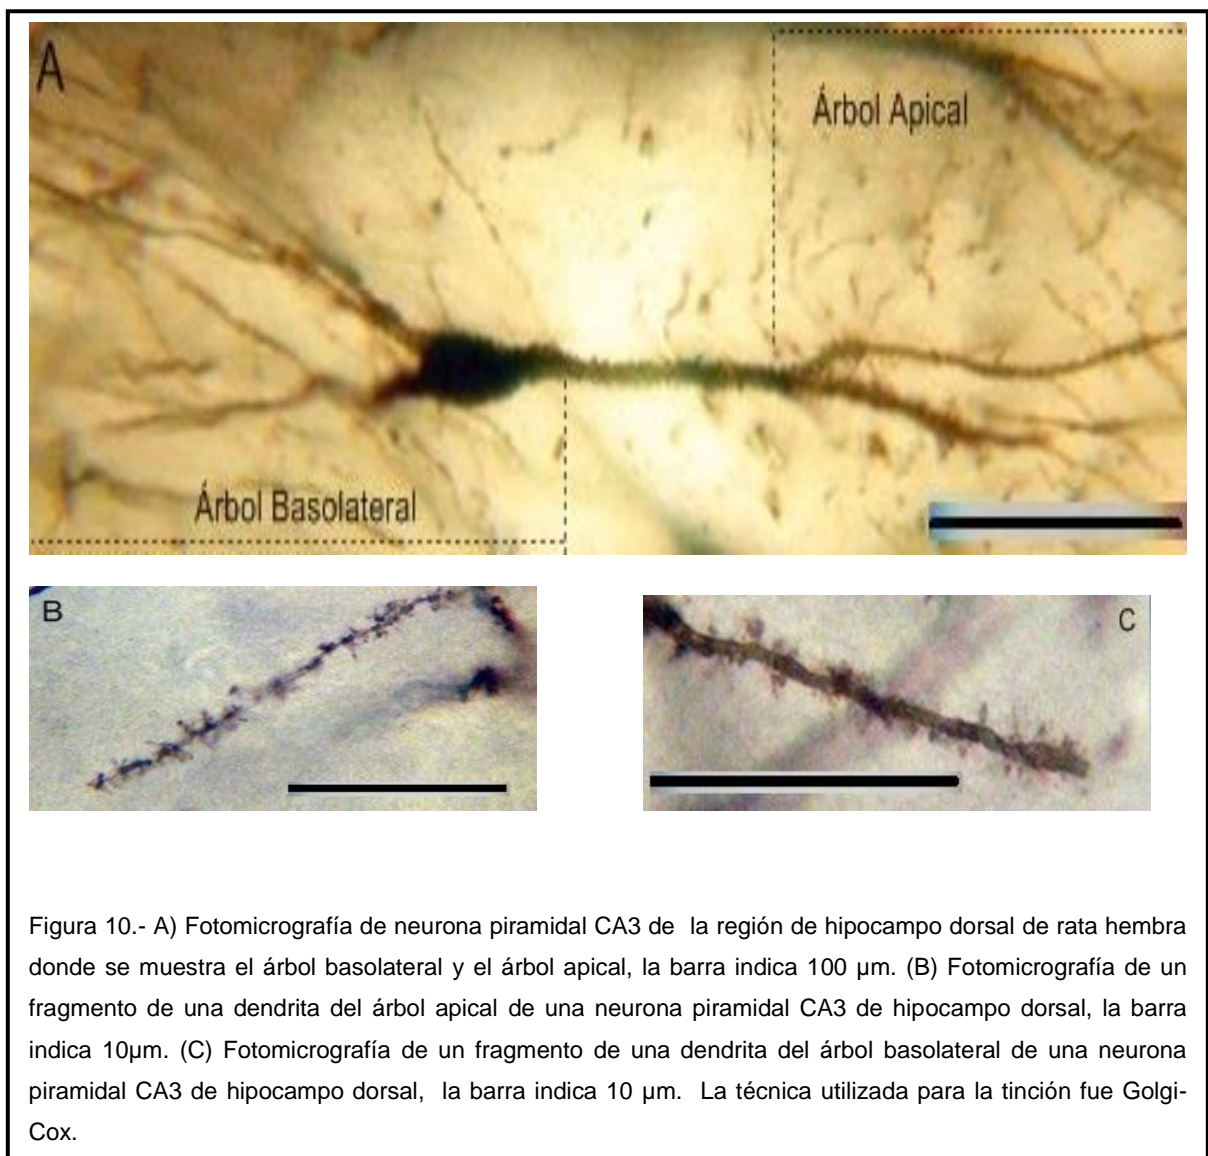 A
Árbol Apical
Árbol Basolateral
B
C
Figura 10.- A) Fotomicrografía de neurona piramidal CA3 de la región de hipocampo dorsal de rata hembra
donde se muestra el árbol basolateral y el árbol apical, la barra indica 100 µm. (B) Fotomicrografía de un
fragmento de una dendrita del árbol apical de una neurona piramidal CA3 de hipocampo dorsal, la barra
indica 10µm. (C) Fotomicrografía de un fragmento de una dendrita del árbol basolateral de una neurona
piramidal CA3 de hipocampo dorsal, la barra indica 10 µm. La técnica utilizada para la tinción fue Golgi-
Cox.